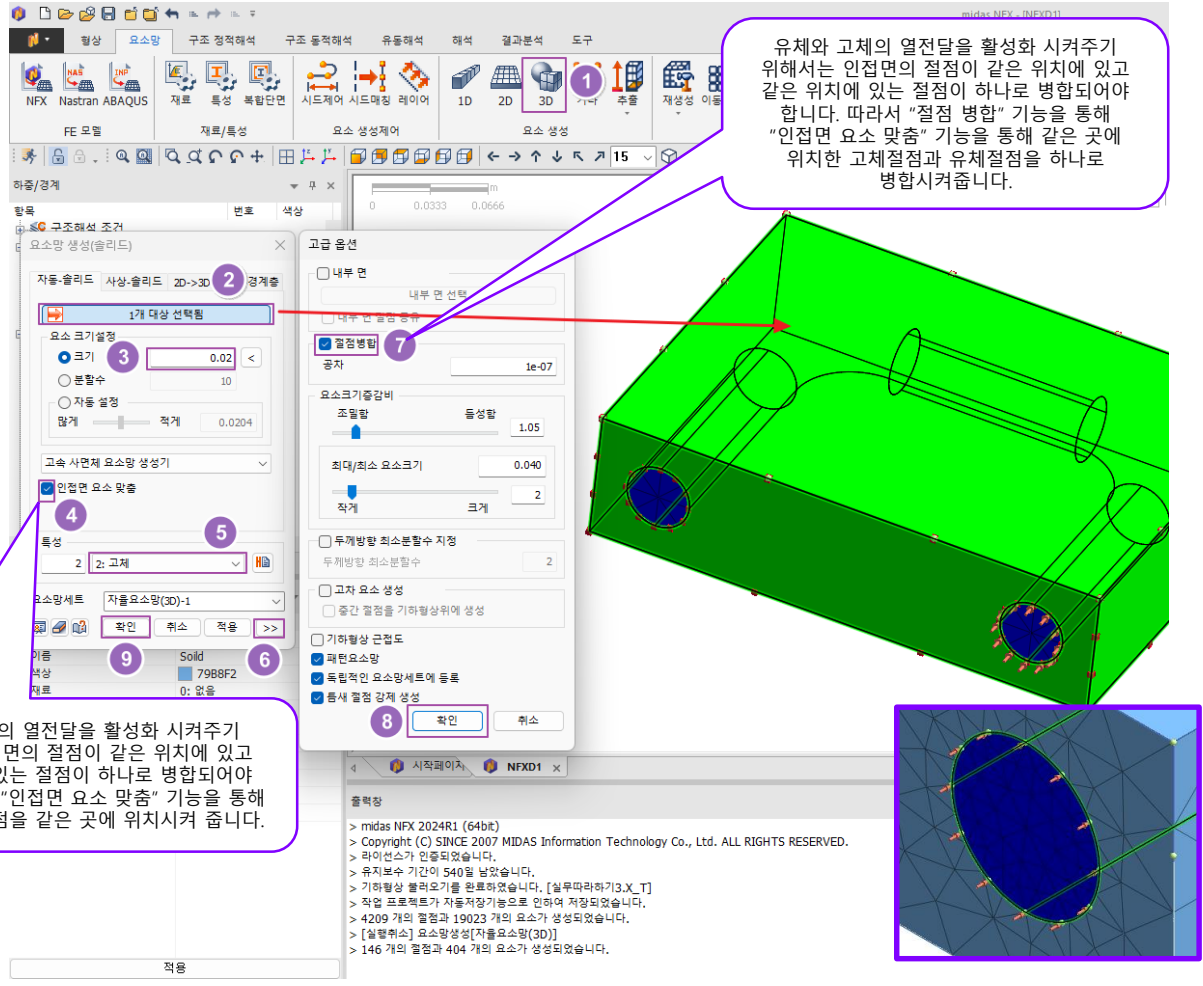 midas NFX - [NFXD1]
형상 요소망 구조 정적해석 구조 동적해석 유동해석 해석 결과분석 도구
NAS INP
NFX Nastran ABAQUS 재료 특성 복합단면 시드제어 시드매칭 레이어 1D 2D 3D 추출 재생성
FE 모델 재료/특성 요소 생성제어 요소 생성
1
유체와 고체의 열전달을 활성화 시켜주기
위해서는 인접면의 절점이 같은 위치에 있고
같은 위치에 있는 절점이 하나로 병합되어야
합니다. 따라서 “절점 병합” 기능을 통해
“인접면 요소 맞춤” 기능을 통해 같은 곳에
위치한 고체절점과 유체절점을 하나로
병합시켜줍니다.
15
하중/경계
항목 번호 색상
구조해석 조건
m
0 0.0333 0.0666
요소망 생성(솔리드)
자동-솔리드 사상-솔리드 2D->3D 2 경계층
1개 대상 선택됨
요소 크기설정
크기 3 0.02 <
분할수 10
자동 설정
많게 적게 0.0204
고속 사면체 요소망 생성기
인접면 요소 맞춤
4
5
특성
2 2: 고체
요소망세트 자율요소망(3D)-1
확인 취소 적용 >>
9 6
이름 Soild
색상 79B8F2
재료 0: 없음
고급 옵션
내부 면
내부 면 선택
내부 면 절점 공유
절점병합 7
공차 1e-07
요소크기증감비
조밀함 듬성함
1.05
최대/최소 요소크기 0.040
2
작게 크게
두께방향 최소분할수 지정
두께방향 최소분할수 2
고차 요소 생성
중간 절점을 기하형상위에 생성
기하형상 근접도
패턴요소망
독립적인 요소망세트에 등록
틈새 절점 강제 생성
8 확인 취소
의 열전달을 활성화 시켜주기
면의 절점이 같은 위치에 있고
있는 절점이 하나로 병합되어야
“인접면 요소 맞춤” 기능을 통해
점을 같은 곳에 위치시켜 줍니다.
적용
시작페이지 NFXD1
출력창
> midas NFX 2024R1 (64bit)
> Copyright (C) SINCE 2007 MIDAS Information Technology Co., Ltd. ALL RIGHTS RESERVED.
> 라이선스가 인증되었습니다.
> 유지보수 기간이 540일 남았습니다.
> 기하형상 불러오기를 완료하였습니다. [실무따라하기3.X_T]
> 작업 프로젝트가 자동저장기능으로 인하여 저장되었습니다.
> 4209 개의 절점과 19023 개의 요소가 생성되었습니다.
> [실행취소] 요소망생성[자율요소망(3D)]
> 146 개의 절점과 404 개의 요소가 생성되었습니다.